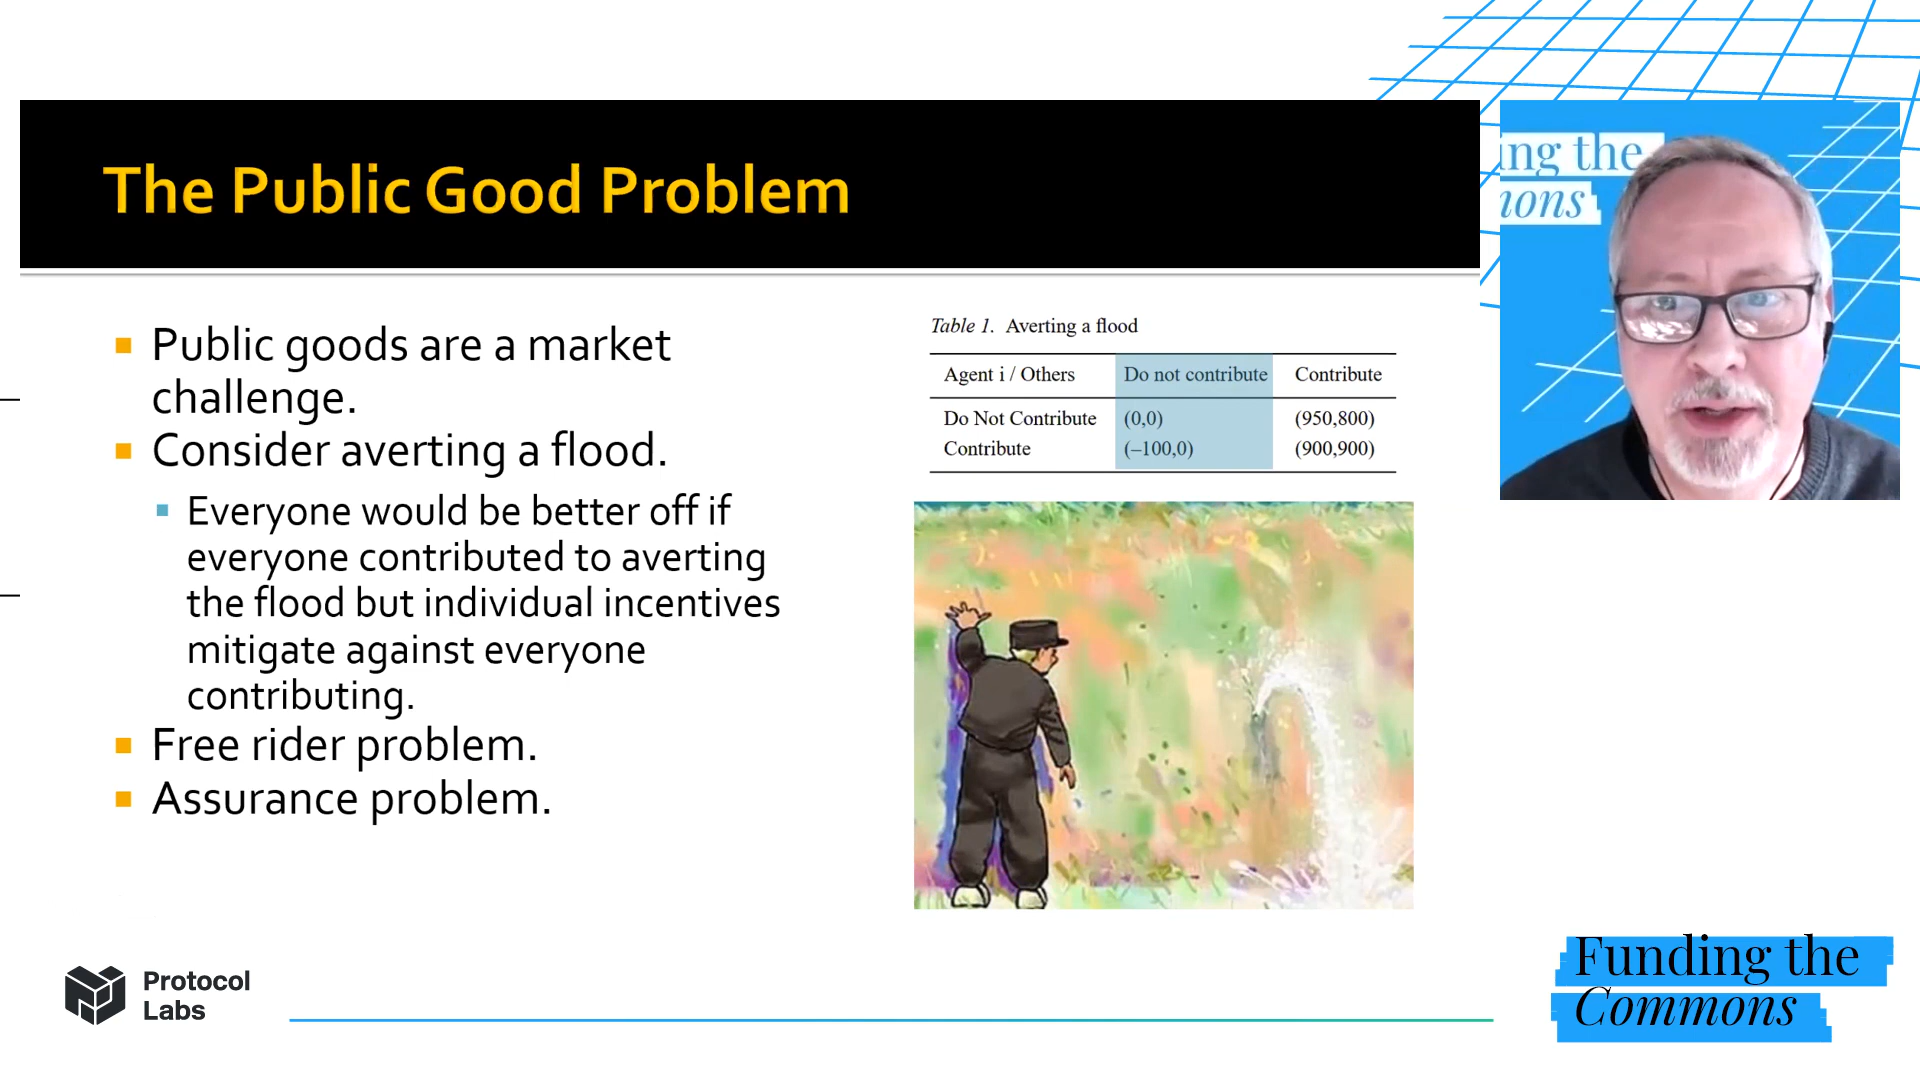 The Public Good Problem
Public goods are a market
challenge.
Consider averting a flood.
Everyone would be better off if
everyone contributed to averting
the flood but individual incentives
mitigate against everyone
contributing.
Free rider problem.
Assurance problem.
Table 1. Averting a flood
Agent i / Others Do not contribute Contribute
Do Not Contribute (0,0) (950,800)
Contribute (–100,0) (900,900)
ing the
ons
Protocol
Labs
Funding the
Commons